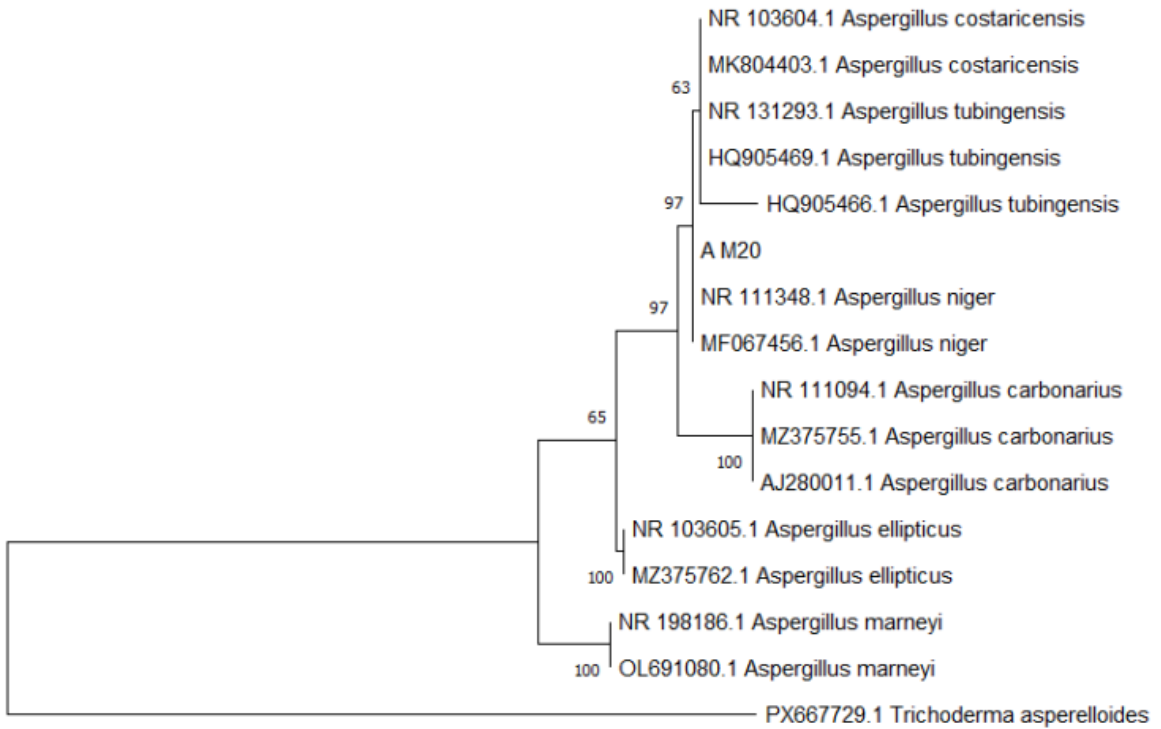 NR 103604.1 Aspergillus costaricensis
MK804403.1 Aspergillus costaricensis
63
NR 131293.1 Aspergillus tubingensis
HQ905469.1 Aspergillus tubingensis
97
HQ905466.1 Aspergillus tubingensis
A M20
NR 111348.1 Aspergillus niger
97
MF067456.1 Aspergillus niger
NR 111094.1 Aspergillus carbonarius
65
MZ375755.1 Aspergillus carbonarius
100
AJ280011.1 Aspergillus carbonarius
NR 103605.1 Aspergillus ellipticus
100
MZ375762.1 Aspergillus ellipticus
NR 198186.1 Aspergillus marneyi
100
OL691080.1 Aspergillus marneyi
PX667729.1 Trichoderma asperelloides